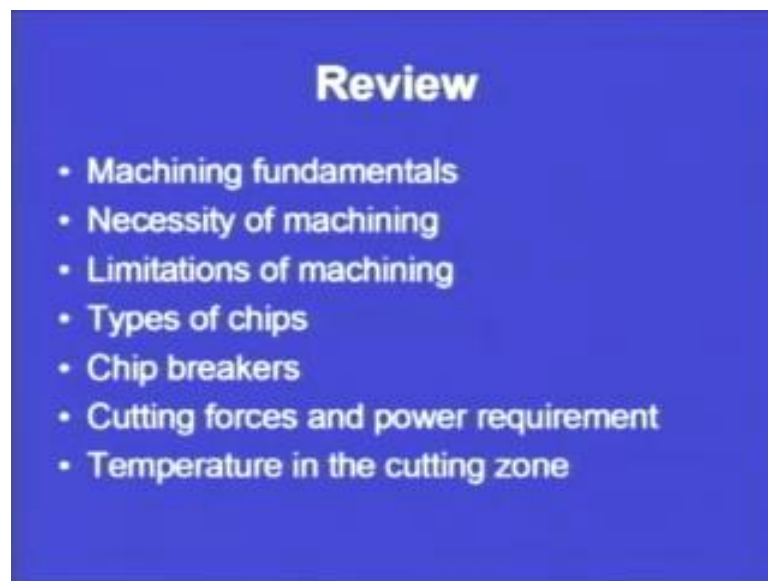 Review
• Machining fundamentals
• Necessity of machining
• Limitations of machining
• Types of chips
• Chip breakers
• Cutting forces and power requirement
• Temperature in the cutting zone